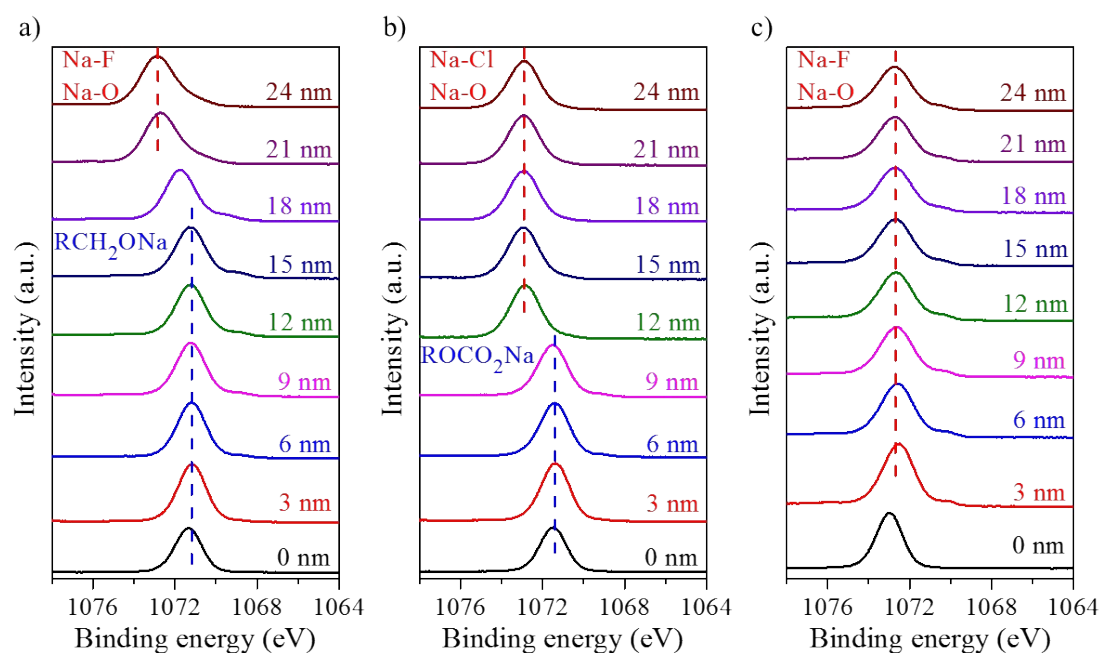 a)
Na-F
Na-O
24 nm
21 nm
18 nm
RCH₂ONa
15 nm
12 nm
9 nm
6 nm
3 nm
0 nm
Intensity (a.u.)
1076 1072 1068 1064
Binding energy (eV)
b)
Na-Cl
Na-O
24 nm
21 nm
18 nm
15 nm
12 nm
ROCO₂Na
9 nm
6 nm
3 nm
0 nm
Intensity (a.u.)
1076 1072 1068 1064
Binding energy (eV)
c)
Na-F
Na-O
24 nm
21 nm
18 nm
15 nm
12 nm
9 nm
6 nm
3 nm
0 nm
Intensity (a.u.)
1076 1072 1068 1064
Binding energy (eV)